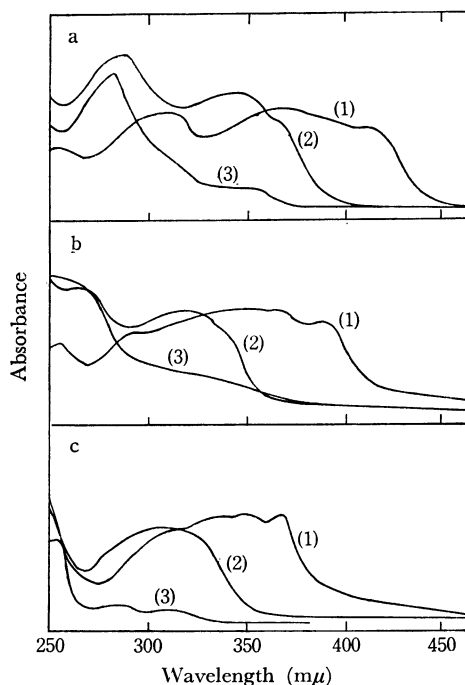 a
(1)
(2)
(3)
b
(1)
(2)
(3)
c
(1)
(2)
(3)
Absorbance
250 300 350 400 450
Wavelength (mμ)